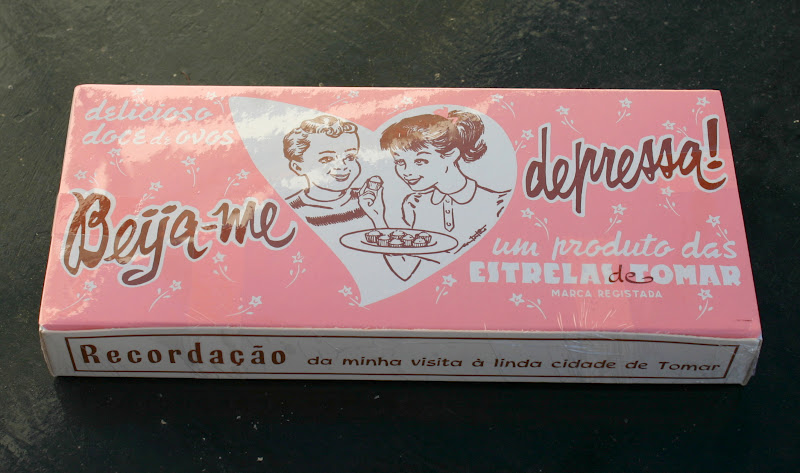 delicioso
doce de ovos
Beija-me
depressa!
um produto das
ESTRELAS de TOMAR
MARCA REGISTADA
Recordação da minha visita à linda cidade de Tomar